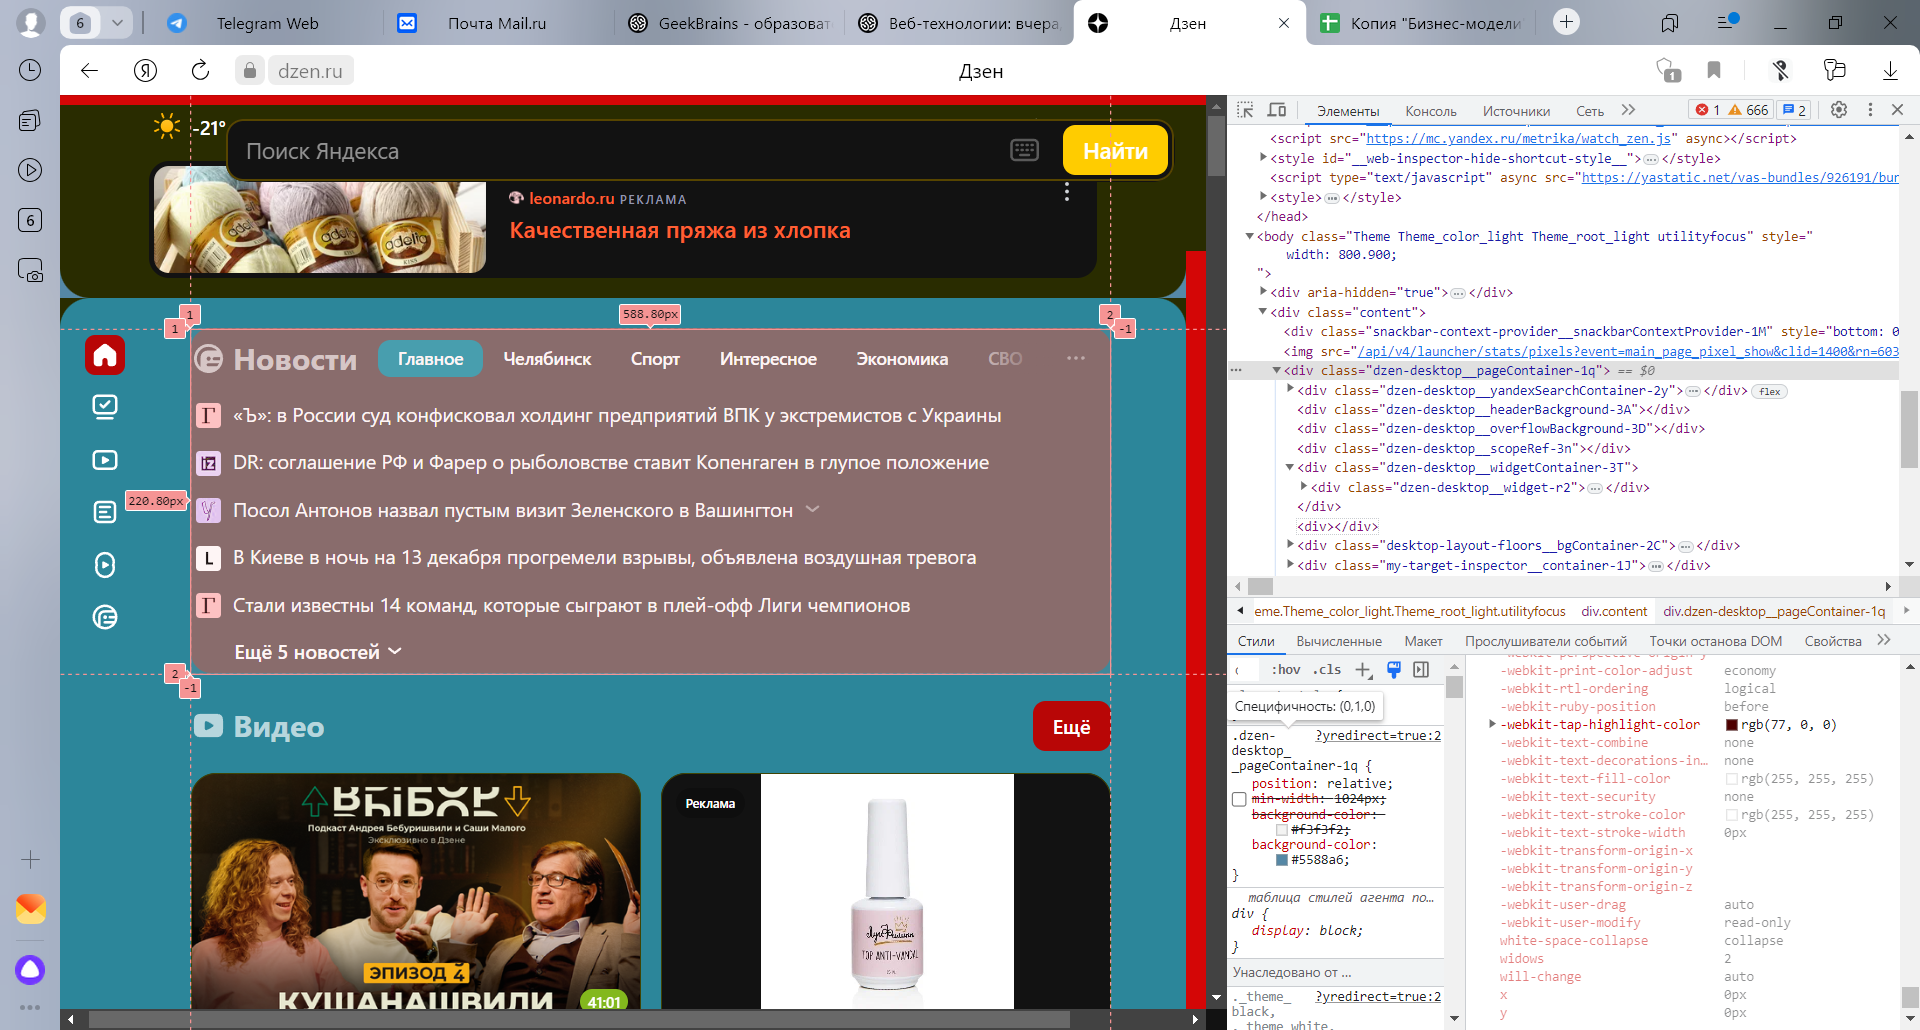 6
Telegram Web
Почта Mail.ru
GeekBrains - образоват
Веб-технологии: вчера,
Дзен
Копия "Бизнес-модели
dzen.ru
Дзен
1
6
-21°
Поиск Яндекса
Найти
leonardo.ru РЕКЛАМА
Качественная пряжа из хлопка
1
1
588.80px
2
-1
Новости
Главное
Челябинск
Спорт
Интересное
Экономика
СВО
«Ъ»: в России суд конфисковал холдинг предприятий ВПК у экстремистов с Украины
DR: соглашение РФ и Фарер о рыболовстве ставит Копенгаген в глупое положение
220.80px
Посол Антонов назвал пустым визит Зеленского в Вашингтон
В Киеве в ночь на 13 декабря прогремели взрывы, объявлена воздушная тревога
Стали известны 14 команд, которые сыграют в плей-офф Лиги чемпионов
Ещё 5 новостей
2
-1
Видео
Ещё
ВЫБОР
Подкаст Андрея Бебуришвили и Саши Малого
Эксклюзивно в Дзене
ЭПИЗОД
КУШАНАШВИЛИ
41:01
Реклама
TOP ANTI-VANDAL
Элементы
Консоль
Источники
Сеть
1
666
2
<script src="https://mc.yandex.ru/metrika/watch_zen.js" async></script>
<style id="__web-inspector-hide-shortcut-style__">…</style>
<script type="text/javascript" async src="https://yastatic.net/vas-bundles/926191/bur
<style>…</style>
</head>
<body class="Theme Theme_color_light Theme_root_light utilityfocus" style="
width: 800.900;
">
<div aria-hidden="true">…</div>
<div class="content">
<div class="snackbar-context-provider__snackbarContextProvider-1M" style="bottom: 0
<img src="/api/v4/launcher/stats/pixels?event=main_page_pixel_show&clid=1400&rn=603
<div class="dzen-desktop__pageContainer-1q"> == $0
<div class="dzen-desktop__yandexSearchContainer-2y">…</div> flex
<div class="dzen-desktop__headerBackground-3A"></div>
<div class="dzen-desktop__overflowBackground-3D"></div>
<div class="dzen-desktop__scopeRef-3n"></div>
<div class="dzen-desktop__widgetContainer-3T">
<div class="dzen-desktop__widget-r2">…</div>
</div>
<div></div>
<div class="desktop-layout-floors__bgContainer-2C">…</div>
<div class="my-target-inspector__container-1J">…</div>
eme.Theme_color_light.Theme_root_light.utilityfocus
div.content
div.dzen-desktop__pageContainer-1q
Стили
Вычисленные
Макет
Прослушиватели событий
Точки останова DOM
Свойства
:hov
.cls
Специфичность: (0,1,0)
.dzen-desktop__pageContainer-1q {
?yredirect=true:2
position: relative;
min-width: 1024px;
background-color:
#f3f3f2;
background-color:
#5588a6;
}
таблица стилей агента по…
div {
display: block;
}
Унаследовано от ...
._theme_black,
?yredirect=true:2
._theme_white,
-webkit-perspective-origin-y
-webkit-print-color-adjust economy
-webkit-rtl-ordering logical
-webkit-ruby-position before
-webkit-tap-highlight-color rgb(77, 0, 0)
-webkit-text-combine none
-webkit-text-decorations-in… none
-webkit-text-fill-color rgb(255, 255, 255)
-webkit-text-security none
-webkit-text-stroke-color rgb(255, 255, 255)
-webkit-text-stroke-width 0px
-webkit-transform-origin-x
-webkit-transform-origin-y
-webkit-transform-origin-z
-webkit-user-drag auto
-webkit-user-modify read-only
white-space-collapse collapse
widows 2
will-change auto
x 0px
y 0px